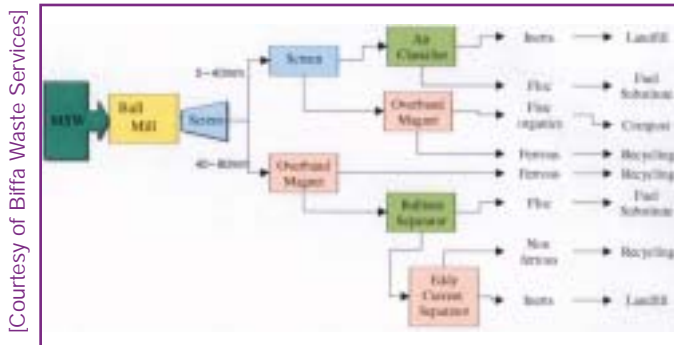 [Courtesy of Biffa Waste Services]
MSW
Ball
Mill
Screen
5-40mm
40-80mm
Screen
Air
Classifier
Overband
Magnet
Overband
Magnet
Ballistic
Separator
Eddy
Current
Separator
Inerts
Landfill
Floc
Fuel
Substitute
Fine
organics
Compost
Ferrous
Recycling
Ferrous
Recycling
Floc
Fuel
Substitute
Non
ferrous
Recycling
Inerts
Landfill